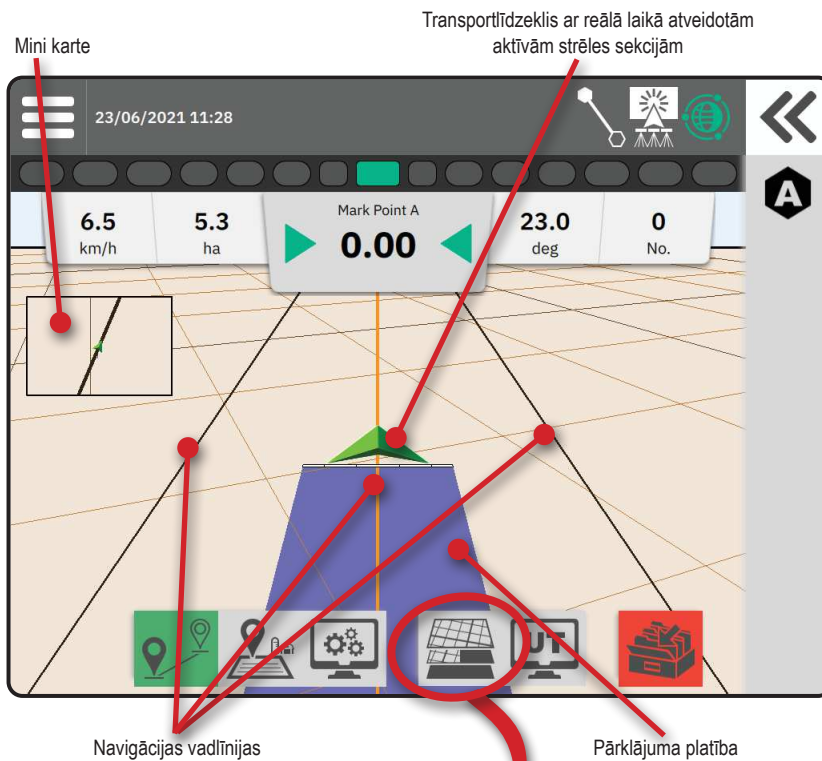 Transportlīdzeklis ar reālā laikā atveidotām
aktīvām strēles sekcijām
Mini karte
23/06/2021 11:28
A
Mark Point A
6.5
5.3
0.00
23.0
0
km/h
ha
deg
No.
UT
Navigācijas vadlīnijas
Pārklājuma platība